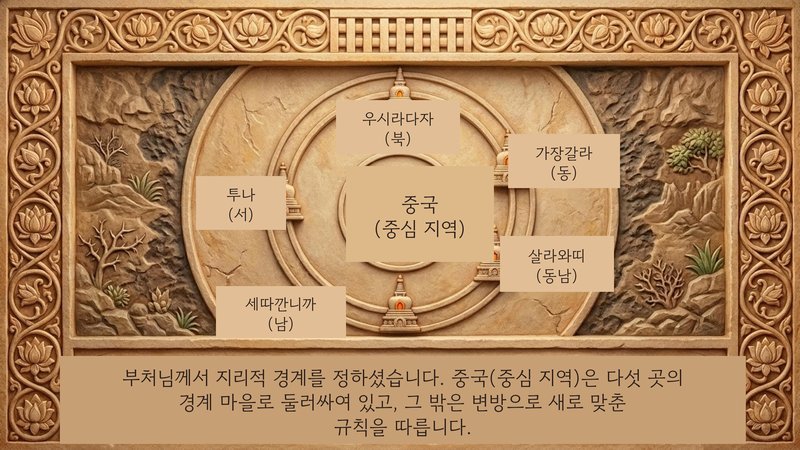 우시라다자
(북)
가장갈라
(동)
투나
(서)
중국
(중심 지역)
살라와띠
(동남)
세따깐니까
(남)
부처님께서 지리적 경계를 정하셨습니다. 중국(중심 지역)은 다섯 곳의
경계 마을로 둘러싸여 있고, 그 밖은 변방으로 새로 맞춘
규칙을 따릅니다.